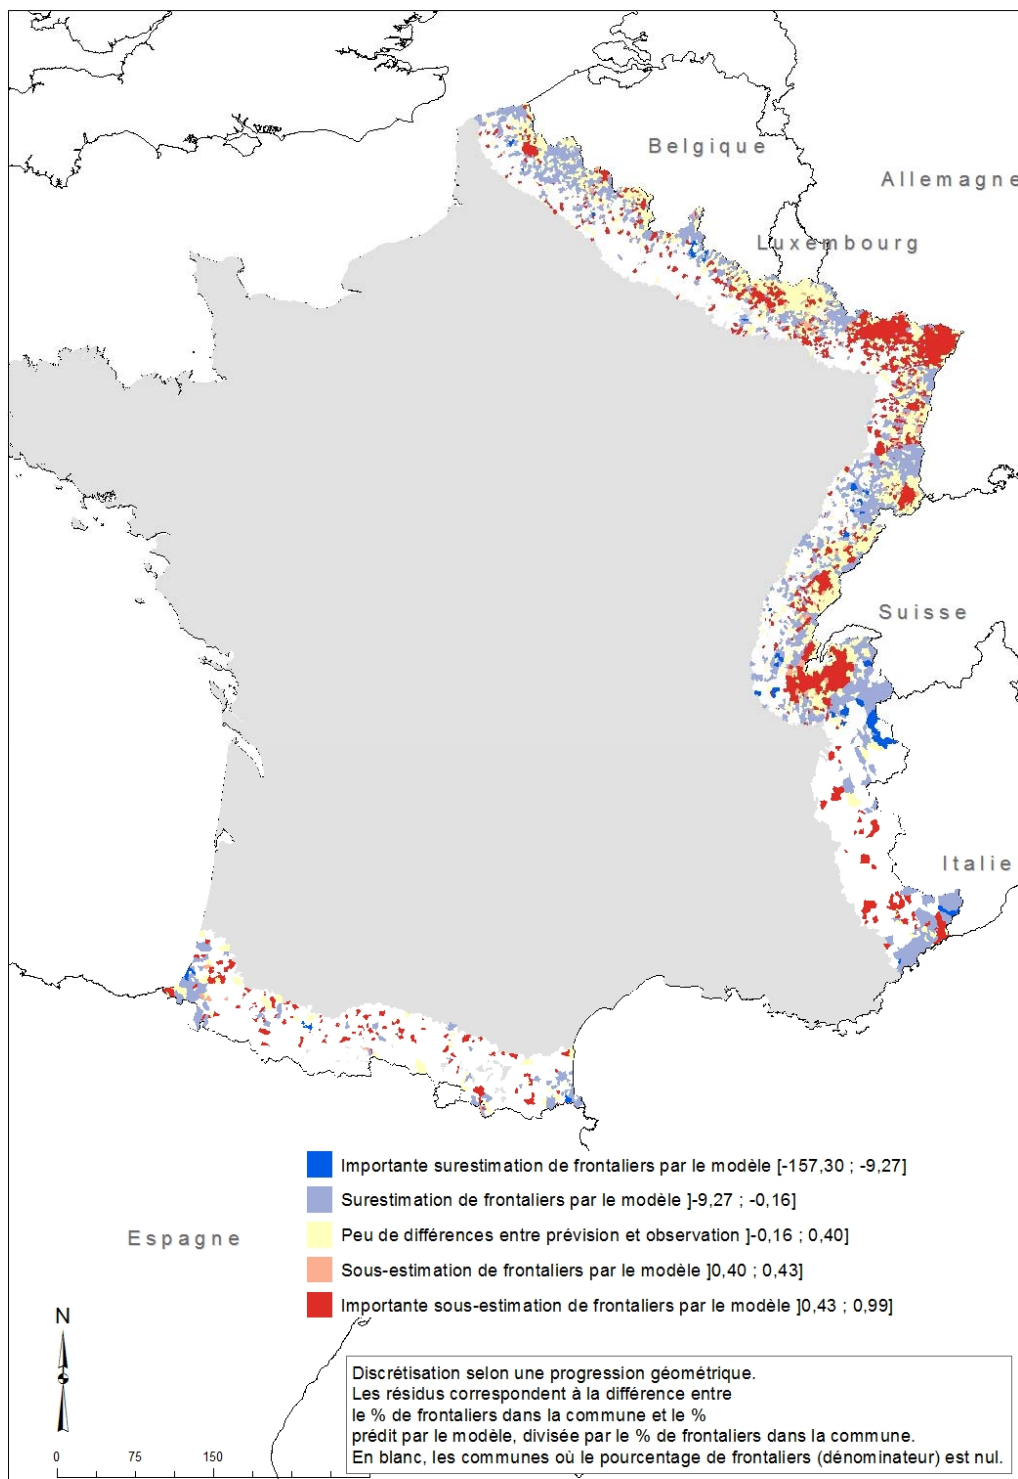 Belgique
Allemagne
Luxembourg
Suisse
Italie
Importante surestimation de frontaliers par le modèle [-157,30 ; -9,27]
Surestimation de frontaliers par le modèle ]-9,27 ; -0,16]
Espagne
Peu de différences entre prévision et observation ]-0,16 ; 0,40]
Sous-estimation de frontaliers par le modèle ]0,40 ; 0,43]
Importante sous-estimation de frontaliers par le modèle ]0,43 ; 0,99]
N
Discrétisation selon une progression géométrique.
Les résidus correspondent à la différence entre
le % de frontaliers dans la commune et le %
prédit par le modèle, divisée par le % de frontaliers dans la commune.
En blanc, les communes où le pourcentage de frontaliers (dénominateur) est nul.
0 75 150